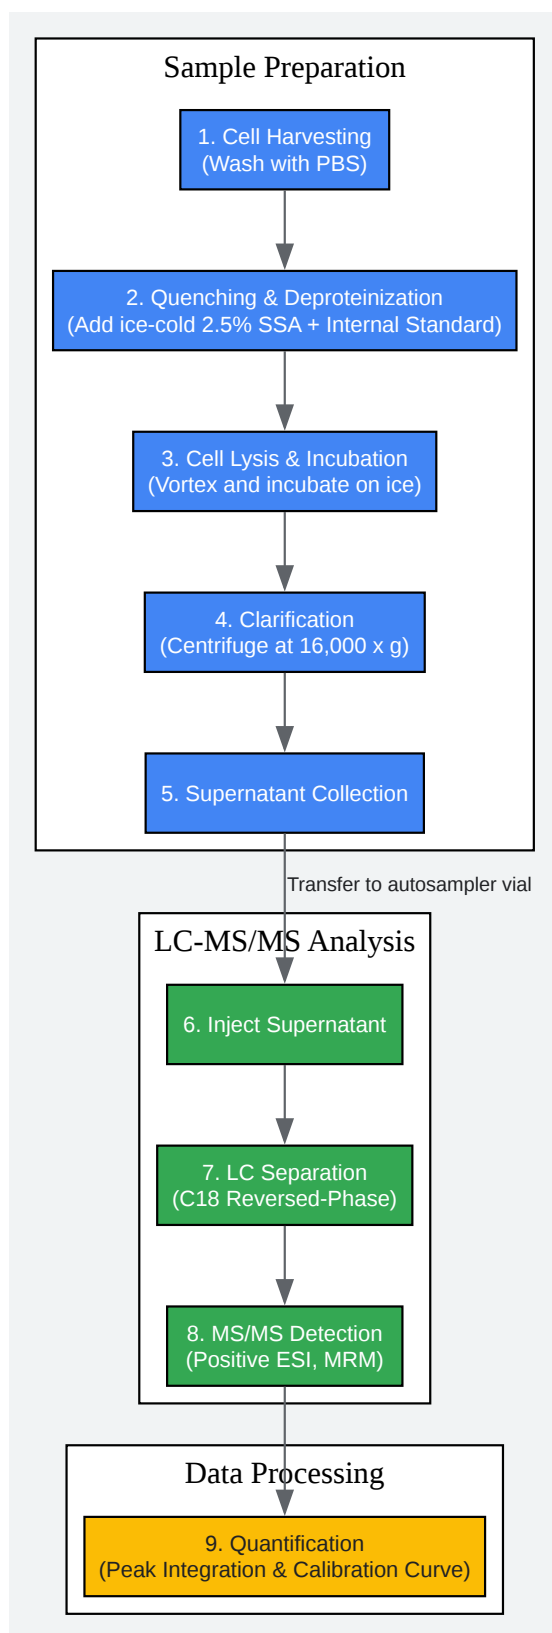 Sample Preparation
1. Cell Harvesting
(Wash with PBS)
2. Quenching & Deproteinization
(Add ice-cold 2.5% SSA + Internal Standard)
3. Cell Lysis & Incubation
(Vortex and incubate on ice)
4. Clarification
(Centrifuge at 16,000 x g)
5. Supernatant Collection
Transfer to autosampler vial
LC-MS/MS Analysis
6. Inject Supernatant
7. LC Separation
(C18 Reversed-Phase)
8. MS/MS Detection
(Positive ESI, MRM)
Data Processing
9. Quantification
(Peak Integration & Calibration Curve)